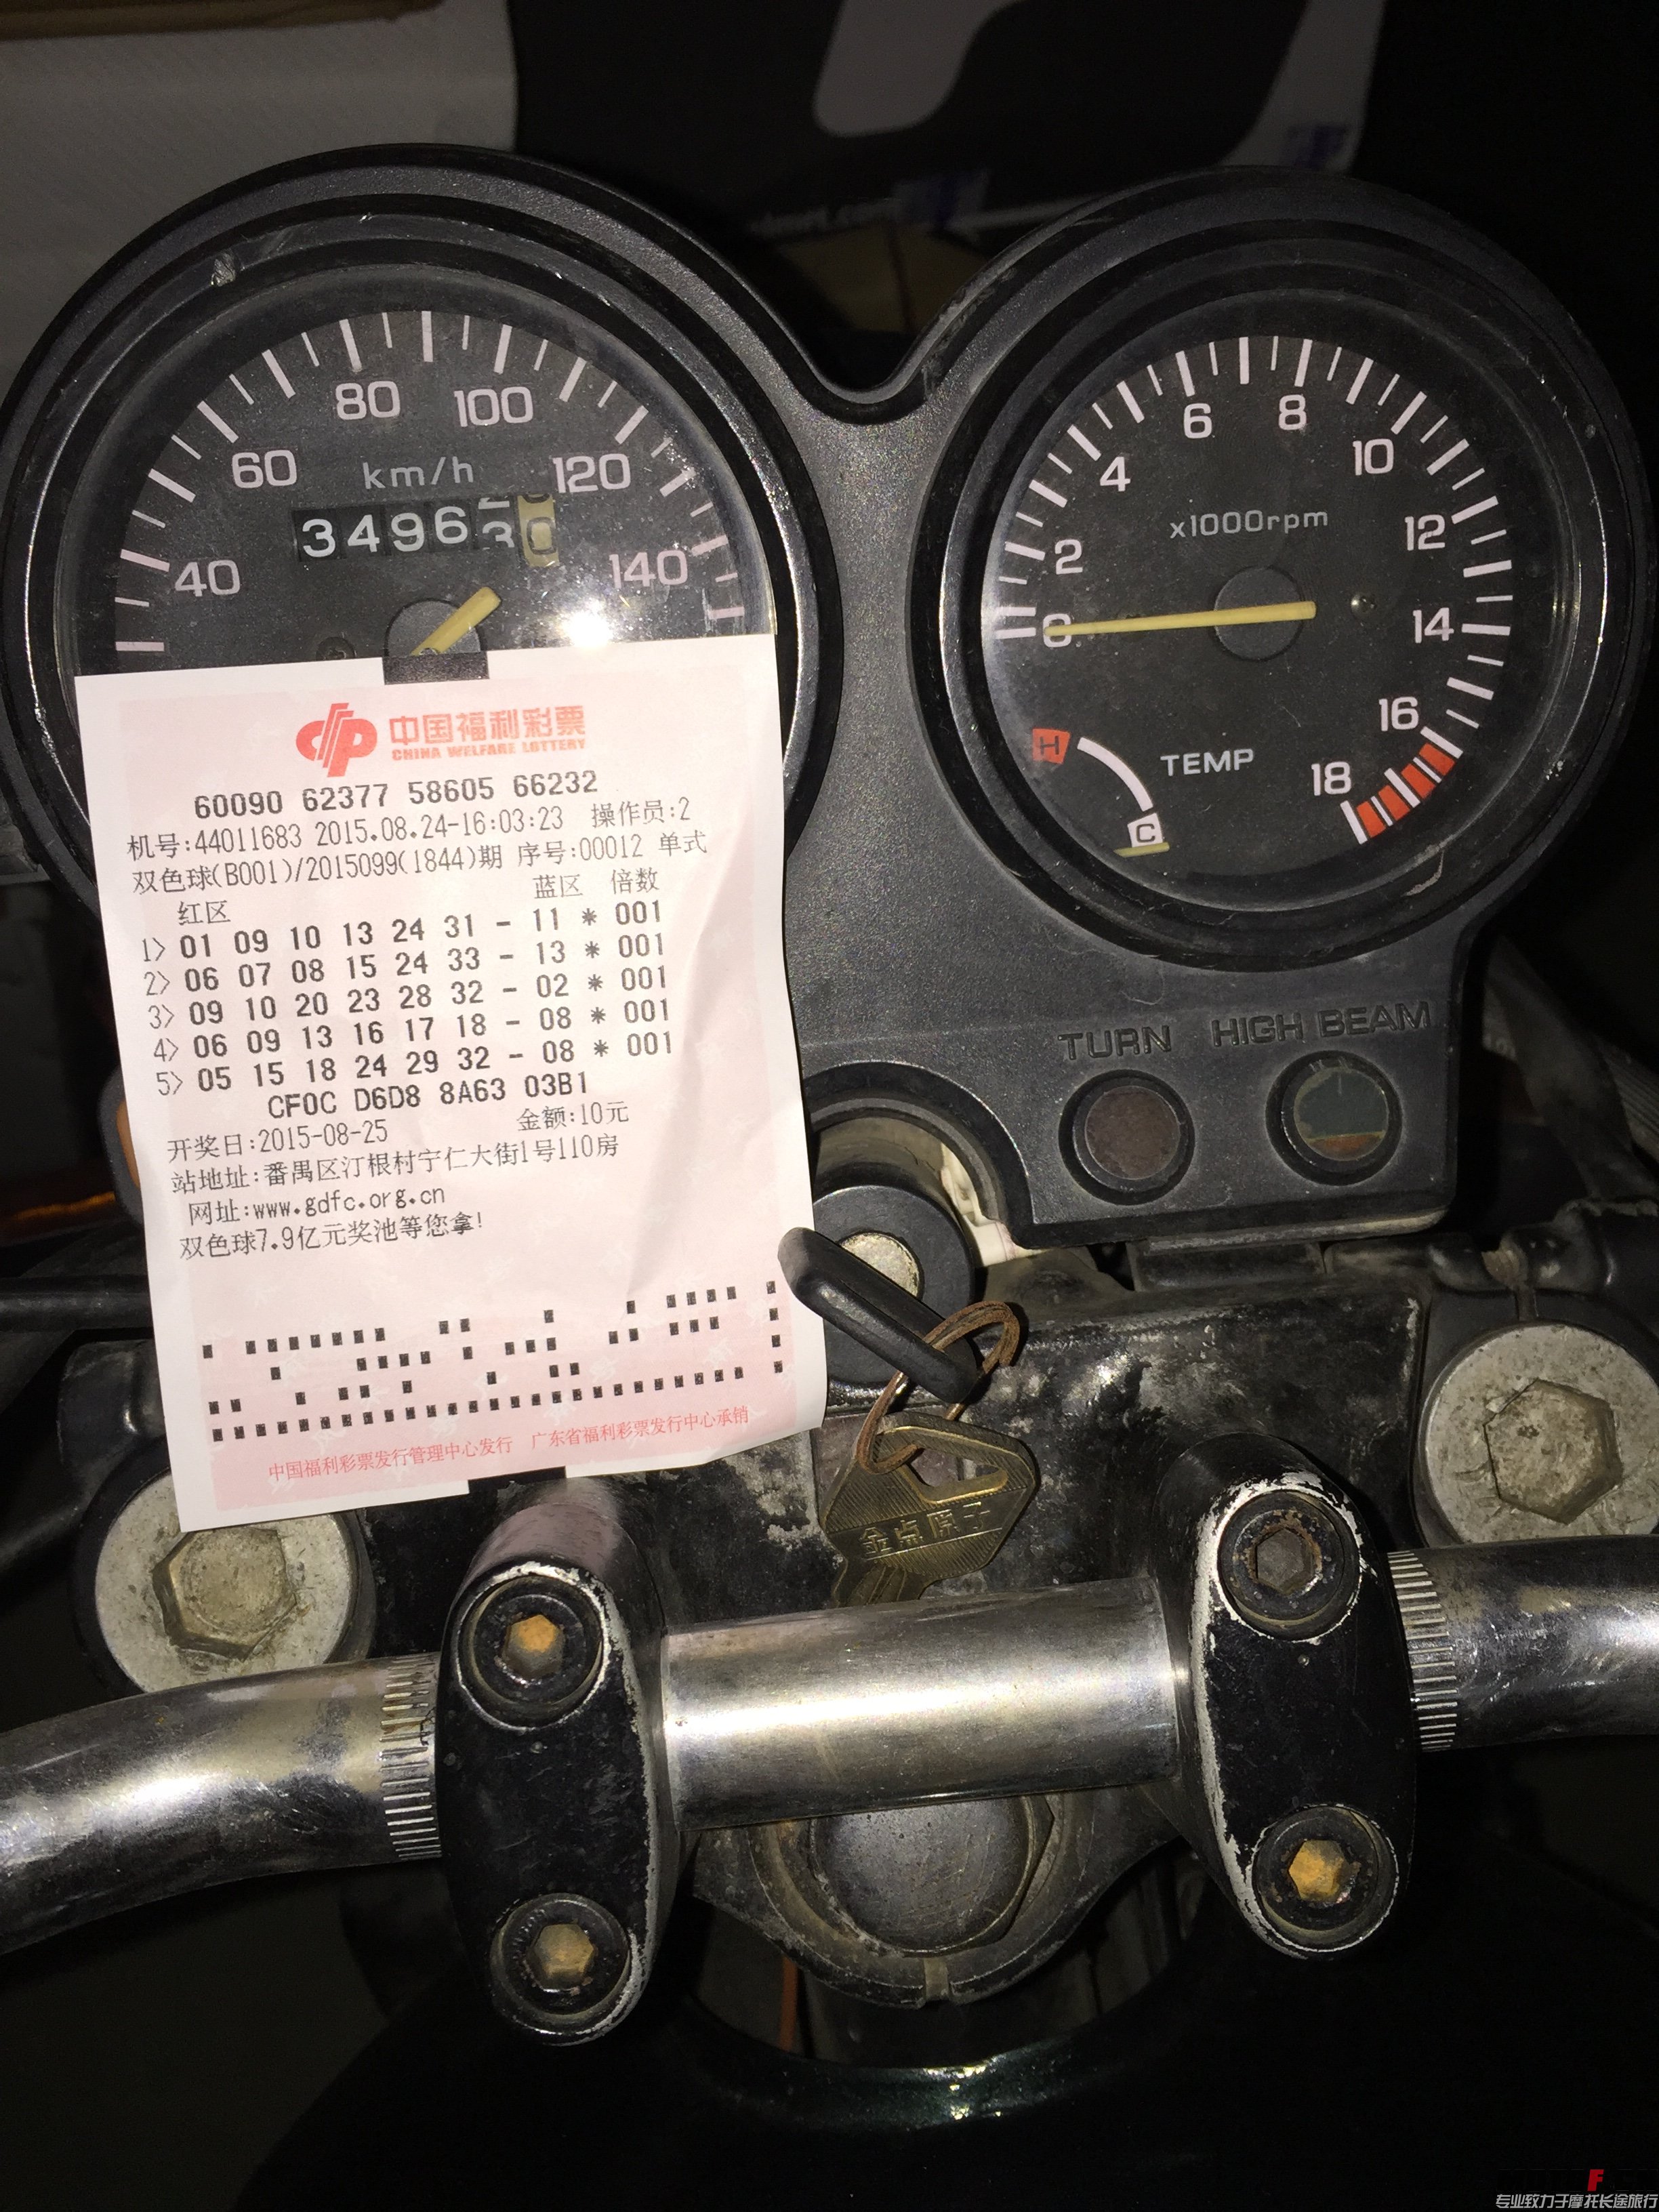 80
100
60
120
km/h
3496
40
140
6
8
4
10
x1000rpm
2
12
0
14
16
H
TEMP
18
C
中国福利彩票
CHINA WELFARE LOTTERY
60090 62377 58605 66232
机号:44011683 2015.08.24-16:03:23 操作员:2
双色球(B001)/2015099(1844)期 序号:00012 单式
红区 蓝区 倍数
1> 01 09 10 13 24 31 - 11 * 001
2> 06 07 08 15 24 33 - 13 * 001
3> 09 10 20 23 28 32 - 02 * 001
4> 06 09 13 16 17 18 - 08 * 001
5> 05 15 18 24 29 32 - 08 * 001
CF0C D6D8 8A63 03B1
开奖日:2015-08-25 金额:10元
站地址:番禺区汀根村宁仁大街1号110房
网址:www.gdfc.org.cn
双色球7.9亿元奖池等您拿!
中国福利彩票发行管理中心发行 广东省福利彩票发行中心承销
TURN HIGH BEAM
金点原子
专业致力于摩托长途旅行